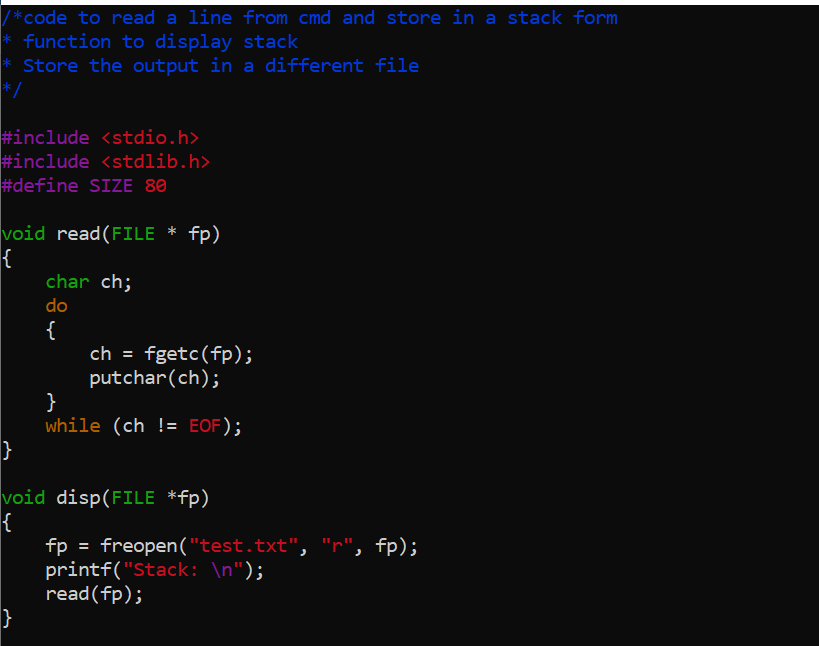 /*code to read a line from cmd and store in a stack form
* function to display stack
* Store the output in a different file
*/
#include <stdio.h>
#include <stdlib.h>
#define SIZE 80
void read(FILE * fp)
{
    char ch;
    do
    {
        ch = fgetc(fp);
        putchar(ch);
    }
    while (ch != EOF);
}
void disp(FILE *fp)
{
    fp = freopen("test.txt", "r", fp);
    printf("Stack: \n");
    read(fp);
}